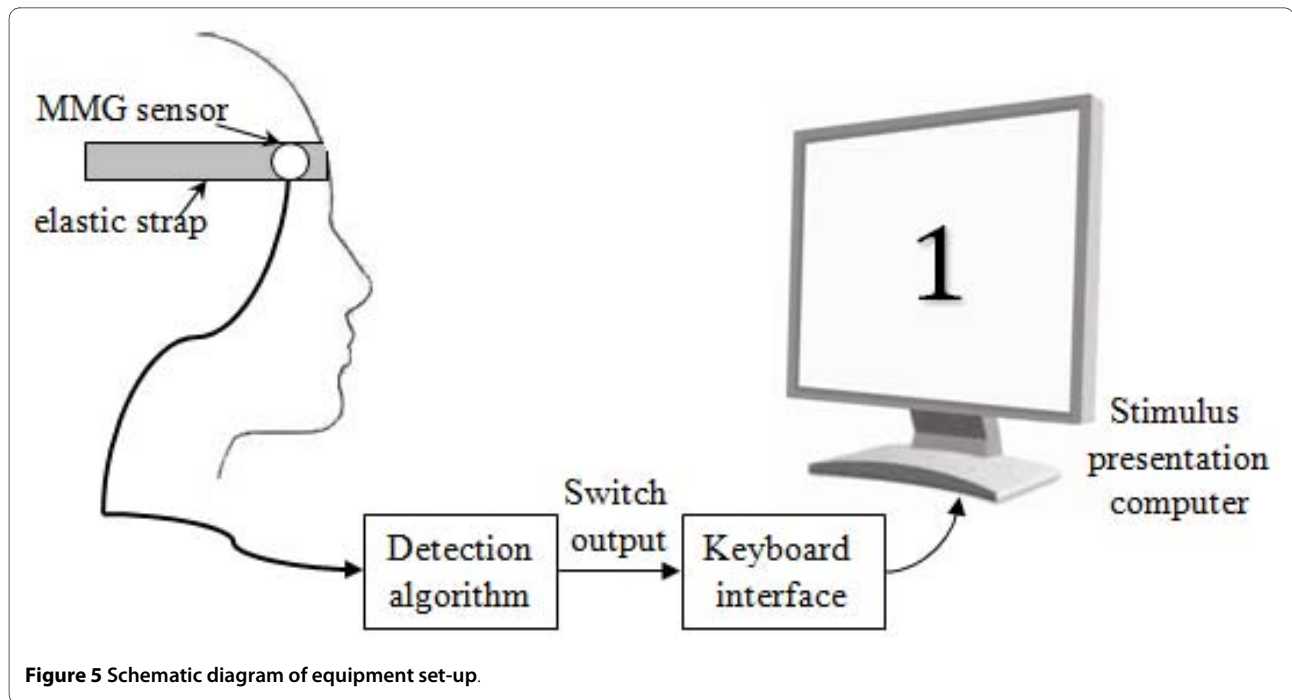 MMG sensor
elastic strap
1
Stimulus
presentation
computer
Switch
output
Detection
algorithm
Keyboard
interface
Figure 5 Schematic diagram of equipment set-up.